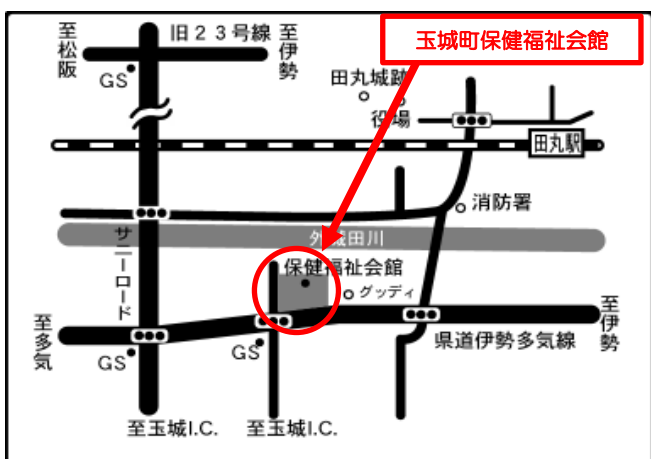 至松阪
旧２３号線
至伊勢
玉城町保健福祉会館
GS
田丸城跡
役場
田丸駅
消防署
外城田川
サニーロード
保健福祉会館
グッディ
至多気
至伊勢
県道伊勢多気線
GS
GS
至玉城I.C.
至玉城I.C.